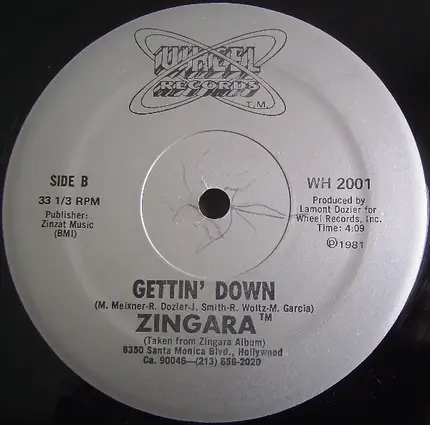 WHEEL
RECORDS
T.M.
SIDE B
33 1/3 RPM
Publisher:
Zinzat Music
(BMI)
WH 2001
Produced by
Lamont Dozier for
Wheel Records, Inc.
Time: 4:09
Ⓟ1981
GETTIN' DOWN
(M. Meixner-R. Dozier-J. Smith-R. Woltz-M. Garcia)
ZINGARA™
(Taken from Zingara Album)
8350 Santa Monica Blvd., Hollywood
Ca. 90046—(213) 656-2020